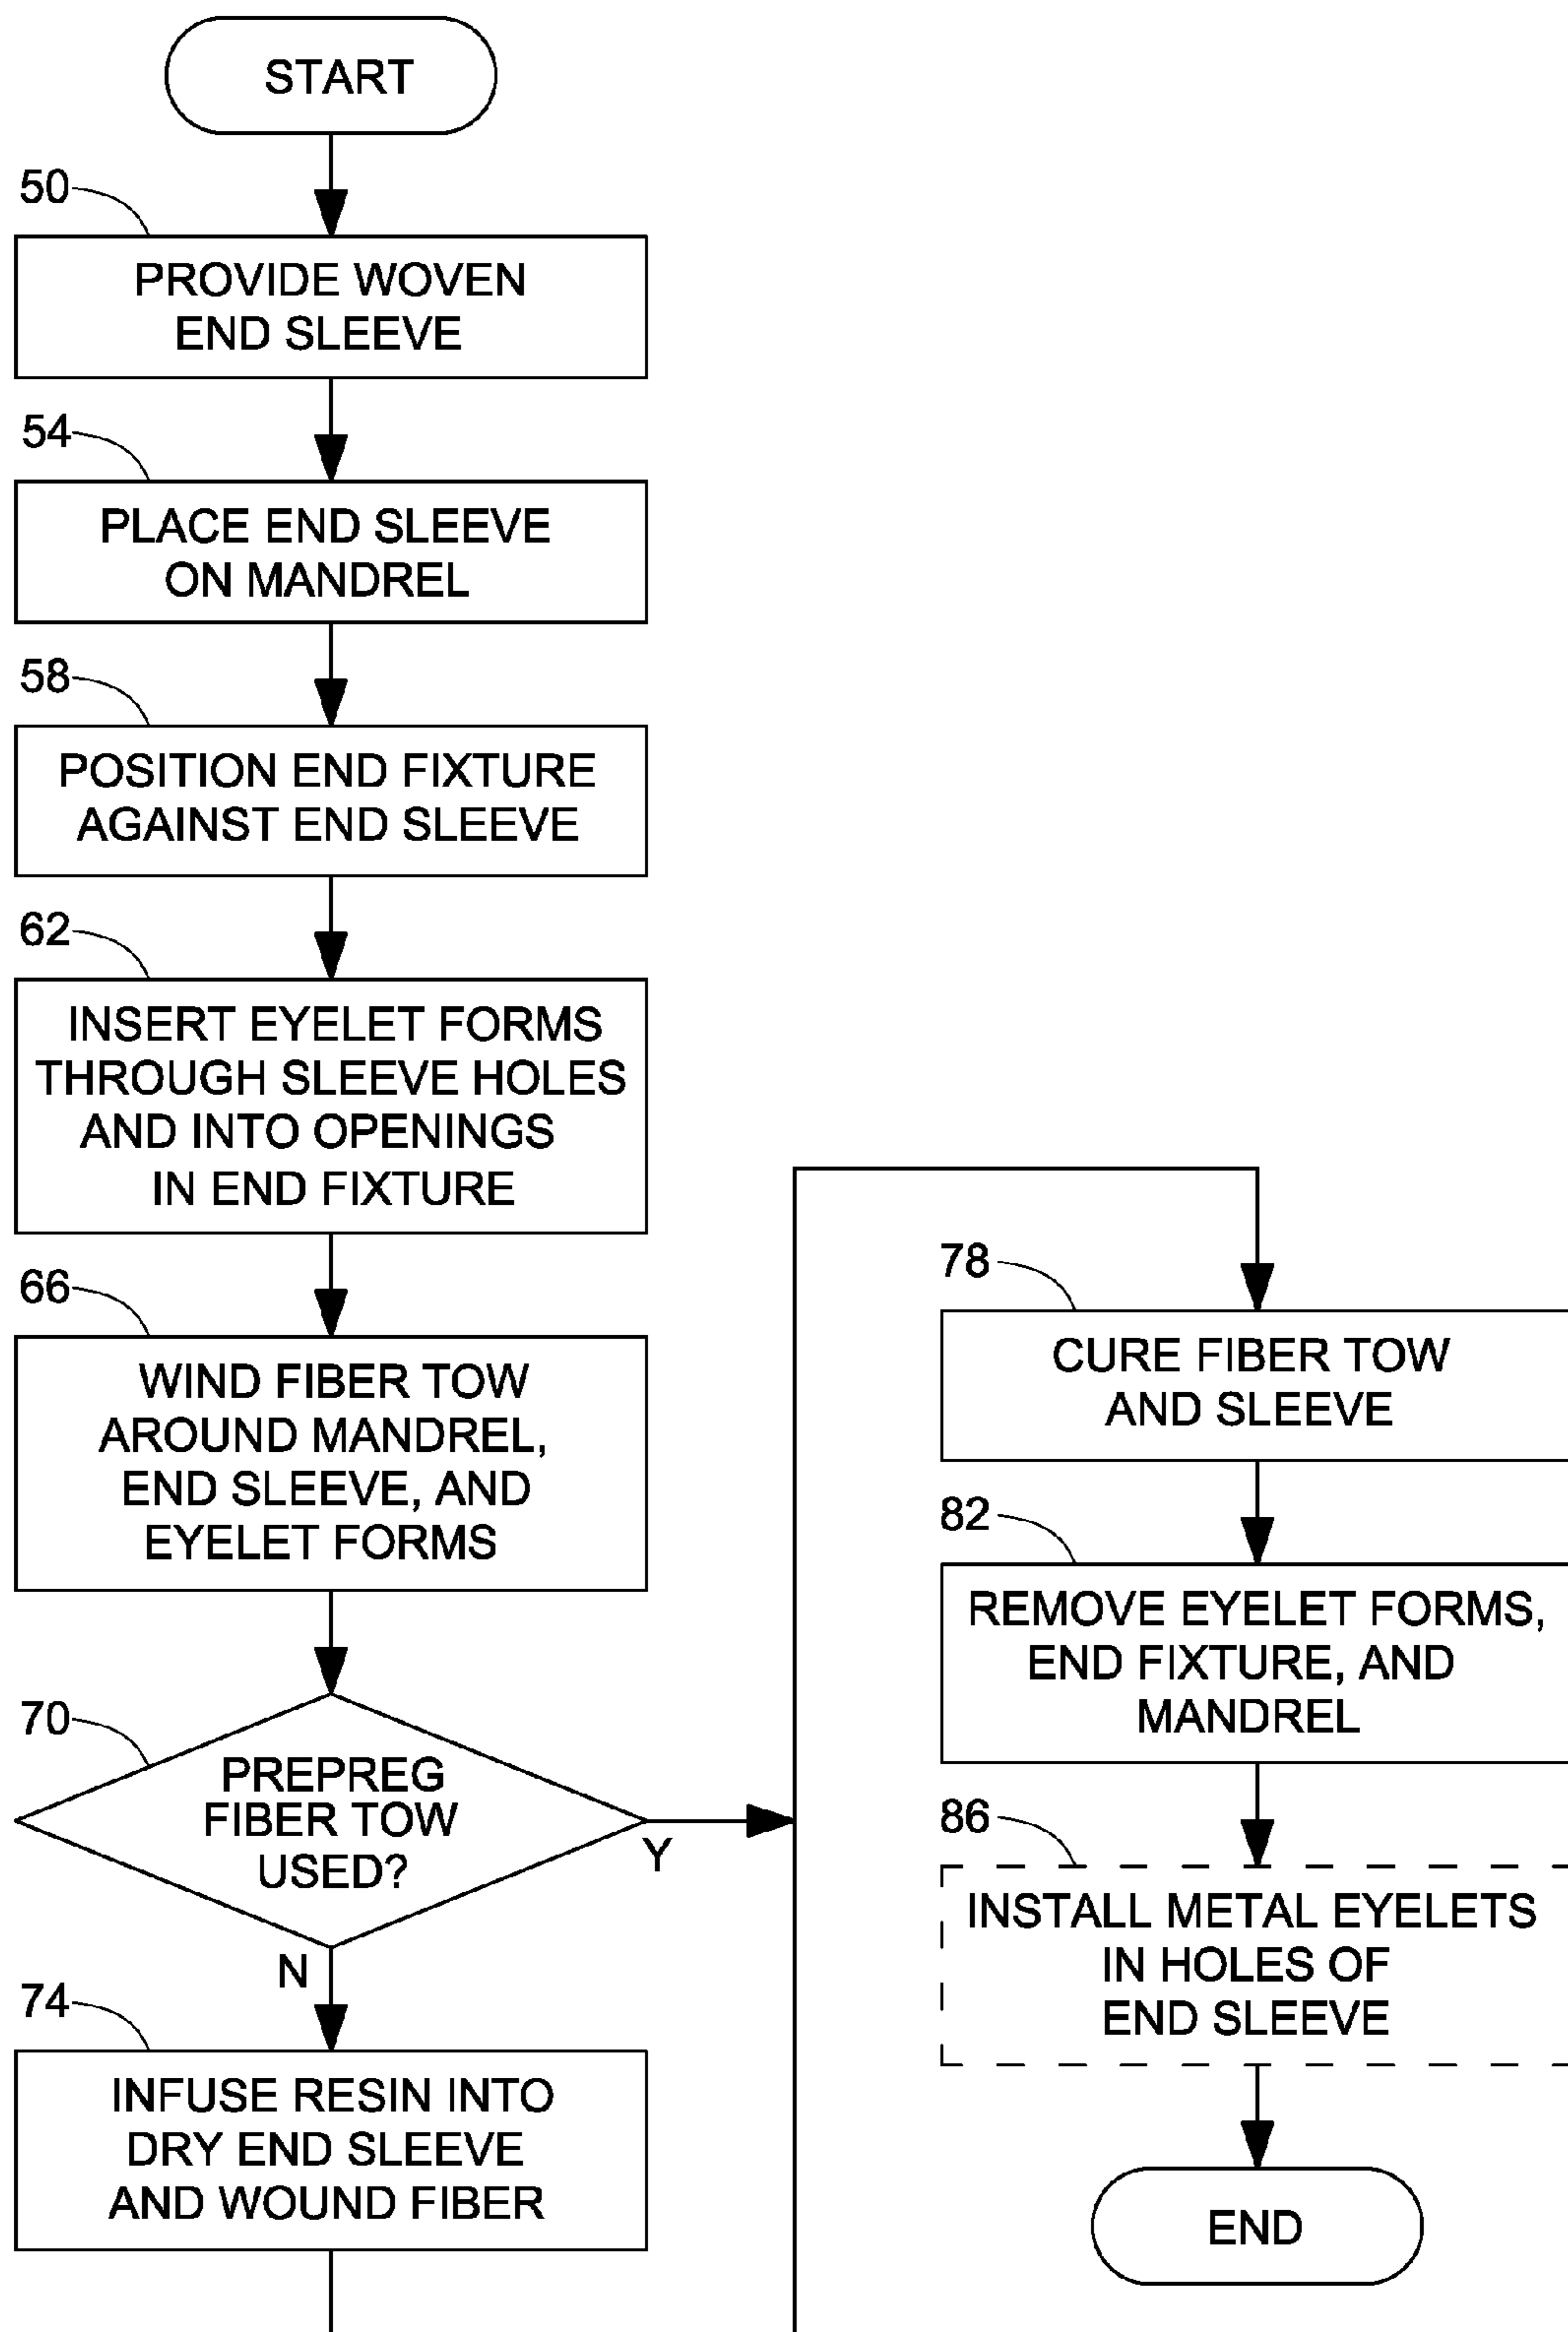 START
50
PROVIDE WOVEN
END SLEEVE
54
PLACE END SLEEVE
ON MANDREL
58
POSITION END FIXTURE
AGAINST END SLEEVE
62
INSERT EYELET FORMS
THROUGH SLEEVE HOLES
AND INTO OPENINGS
IN END FIXTURE
66
WIND FIBER TOW
AROUND MANDREL,
END SLEEVE, AND
EYELET FORMS
70
PREPREG
FIBER TOW
USED?
Y
N
74
INFUSE RESIN INTO
DRY END SLEEVE
AND WOUND FIBER
78
CURE FIBER TOW
AND SLEEVE
82
REMOVE EYELET FORMS,
END FIXTURE, AND
MANDREL
86
INSTALL METAL EYELETS
IN HOLES OF
END SLEEVE
END